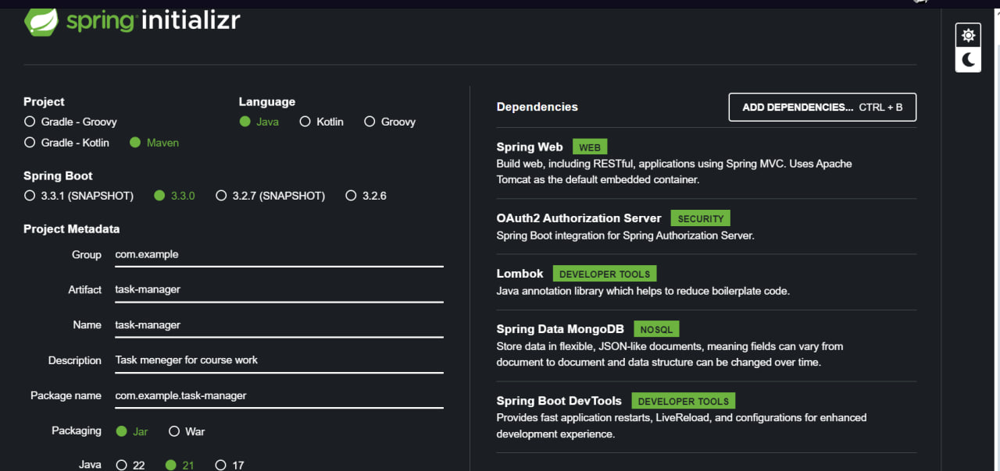 spring initializr
Project
Gradle - Groovy
Gradle - Kotlin Maven
Language
Java Kotlin Groovy
Spring Boot
3.3.1 (SNAPSHOT) 3.3.0 3.2.7 (SNAPSHOT) 3.2.6
Project Metadata
Group com.example
Artifact task-manager
Name task-manager
Description Task meneger for course work
Package name com.example.task-manager
Packaging Jar War
Java 22 21 17
Dependencies ADD DEPENDENCIES... CTRL + B
Spring Web WEB
Build web, including RESTful, applications using Spring MVC. Uses Apache
Tomcat as the default embedded container.
OAuth2 Authorization Server SECURITY
Spring Boot integration for Spring Authorization Server.
Lombok DEVELOPER TOOLS
Java annotation library which helps to reduce boilerplate code.
Spring Data MongoDB NOSQL
Store data in flexible, JSON-like documents, meaning fields can vary from
document to document and data structure can be changed over time.
Spring Boot DevTools DEVELOPER TOOLS
Provides fast application restarts, LiveReload, and configurations for enhanced
development experience.